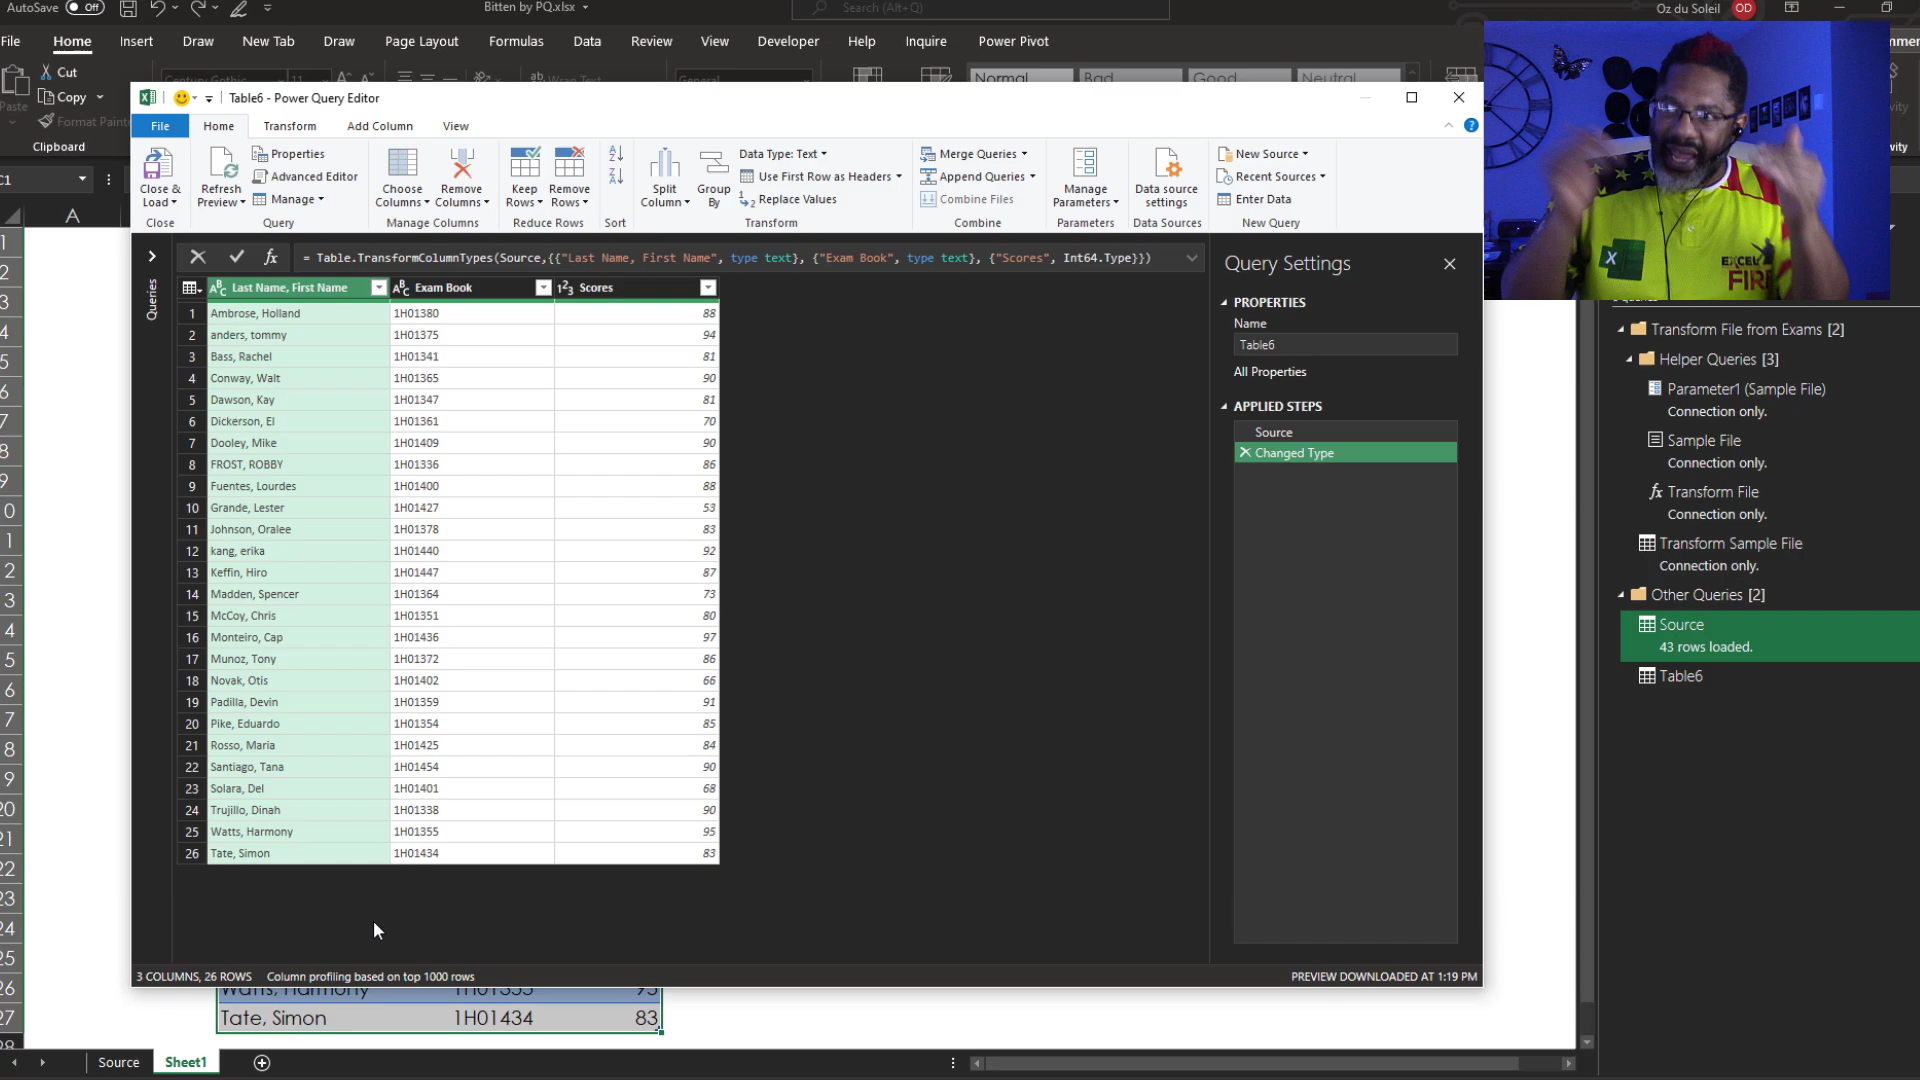 AutoSave Off
Bitten by PQ.xlsx
Search (Alt+Q)
Oz du Soleil OD
File Home Insert Draw New Tab Draw Page Layout Formulas Data Review View Developer Help Inquire Power Pivot
Cut
Copy
Paste
Format Paint
Clipboard
Century Gothic 11
Wrap Text
General
Normal Bad Good Neutral
C1
A
Table6 - Power Query Editor
File Home Transform Add Column View
Close & Load
Refresh Preview
Properties
Advanced Editor
Manage
Choose Columns
Remove Columns
Keep Rows
Remove Rows
Split Column
Group By
Data Type: Text
Use First Row as Headers
Replace Values
Merge Queries
Append Queries
Combine Files
Manage Parameters
Data source settings
New Source
Recent Sources
Enter Data
Close Query Manage Columns Reduce Rows Sort Transform Combine Parameters Data Sources New Query
Queries
= Table.TransformColumnTypes(Source,{{"Last Name, First Name", type text}, {"Exam Book", type text}, {"Scores", Int64.Type}})
Last Name, First Name Exam Book Scores
1 Ambrose, Holland 1H01380 88
2 anders, tommy 1H01375 94
3 Bass, Rachel 1H01341 81
4 Conway, Walt 1H01365 90
5 Dawson, Kay 1H01347 81
6 Dickerson, El 1H01361 70
7 Dooley, Mike 1H01409 90
8 FROST, ROBBY 1H01336 86
9 Fuentes, Lourdes 1H01400 88
10 Grande, Lester 1H01427 53
11 Johnson, Oralee 1H01378 83
12 kang, erika 1H01440 92
13 Keffin, Hiro 1H01447 87
14 Madden, Spencer 1H01364 73
15 McCoy, Chris 1H01351 80
16 Monteiro, Cap 1H01436 97
17 Munoz, Tony 1H01372 86
18 Novak, Otis 1H01402 66
19 Padilla, Devin 1H01359 91
20 Pike, Eduardo 1H01354 85
21 Rosso, Maria 1H01425 84
22 Santiago, Tana 1H01454 90
23 Solara, Del 1H01401 68
24 Trujillo, Dinah 1H01338 90
25 Watts, Harmony 1H01355 95
26 Tate, Simon 1H01434 83
3 COLUMNS, 26 ROWS Column profiling based on top 1000 rows
PREVIEW DOWNLOADED AT 1:19 PM
Query Settings
PROPERTIES
Name
Table6
All Properties
APPLIED STEPS
Source
Changed Type
EXCEL
FIRE
X
Transform File from Exams [2]
Helper Queries [3]
Parameter1 (Sample File)
Connection only.
Sample File
Connection only.
fx Transform File
Connection only.
Transform Sample File
Connection only.
Other Queries [2]
Source
43 rows loaded.
Table6
Watts, Harmony 1H01355 95
Tate, Simon 1H01434 83
Source Sheet1